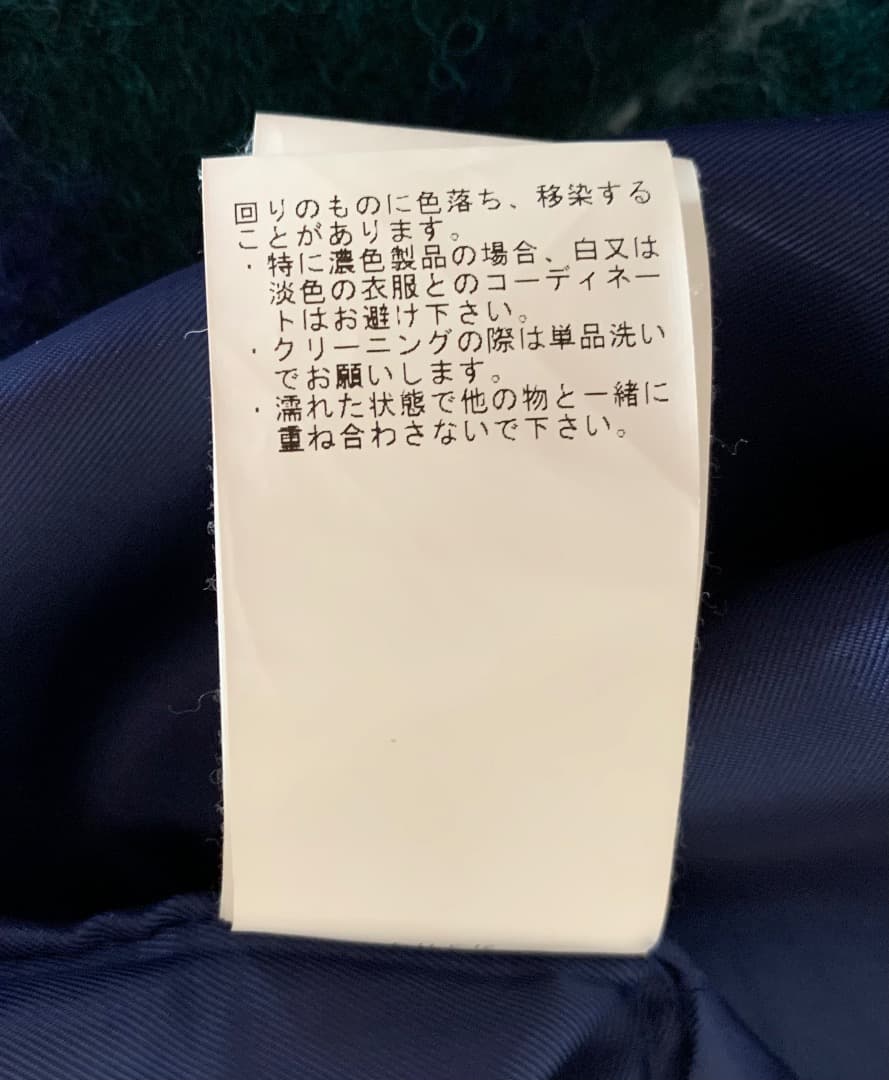 回りのものに色落ち、移染する
ことがあります。
・特に濃色製品の場合、白又は
淡色の衣服とのコーディネー
トはお避け下さい。
・クリーニングの際は単品洗い
でお願いします。
・濡れた状態で他の物と一緒に
重ね合わさないで下さい。